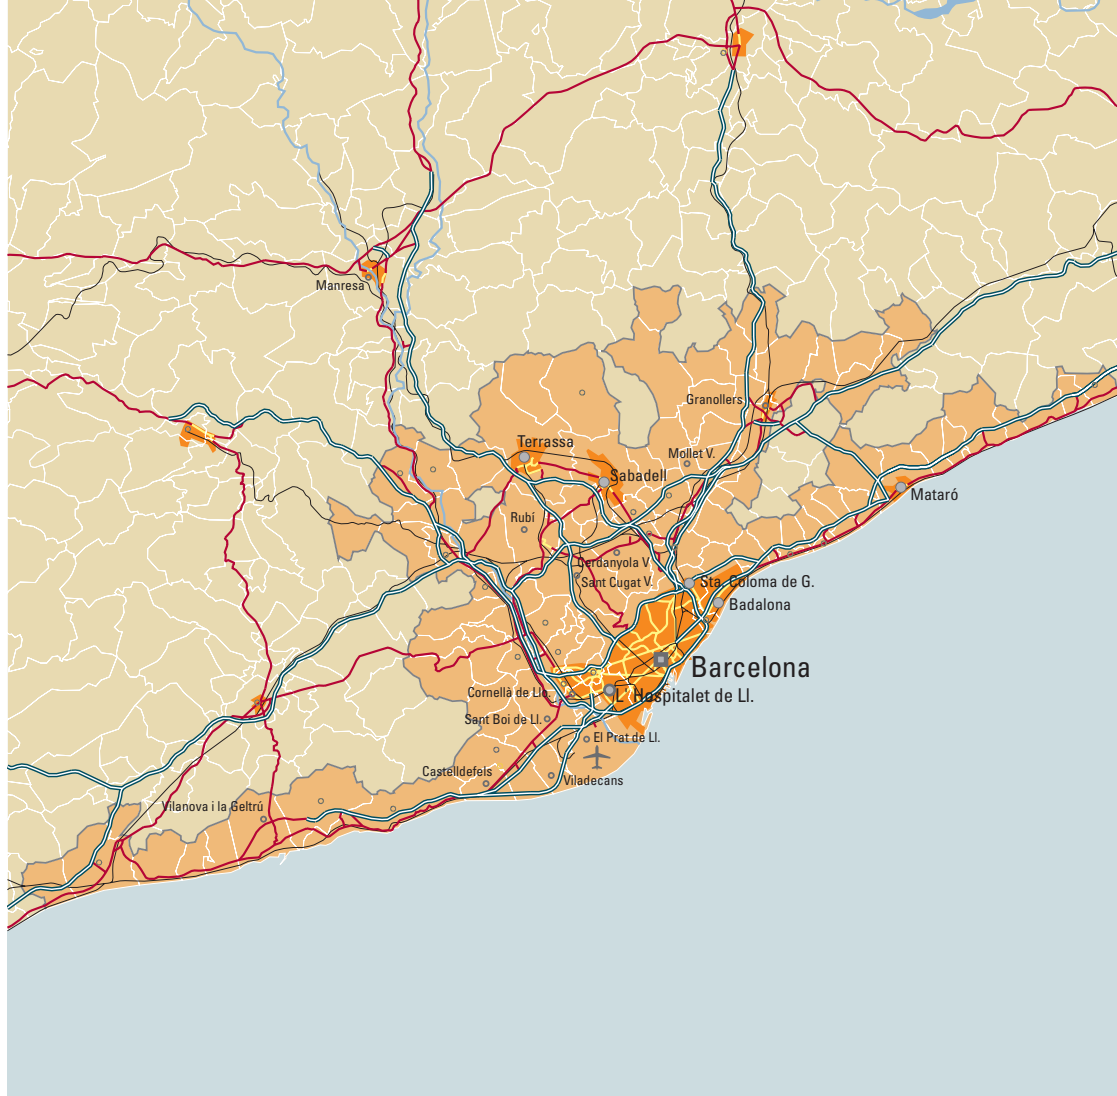 Manresa
Granollers
Terrassa
Mollet V.
Sabadell
Mataró
Rubí
Cerdanyola V
Sant Cugat V.
Sta. Coloma de G.
Badalona
Barcelona
Cornellà de Llo.
L' Hospitalet de Ll.
Sant Boi de Ll.
El Prat de Ll.
Castelldefels
Viladecans
Vilanova i la Geltrú